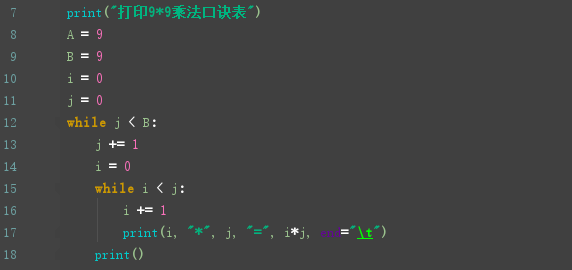 7 print("打印9*9乘法口诀表")
8 A = 9
9 B = 9
10 i = 0
11 j = 0
12 while j < B:
13 j += 1
14 i = 0
15 while i < j:
16 i += 1
17 print(i, "*", j, "=", i*j, end="\t")
18 print()